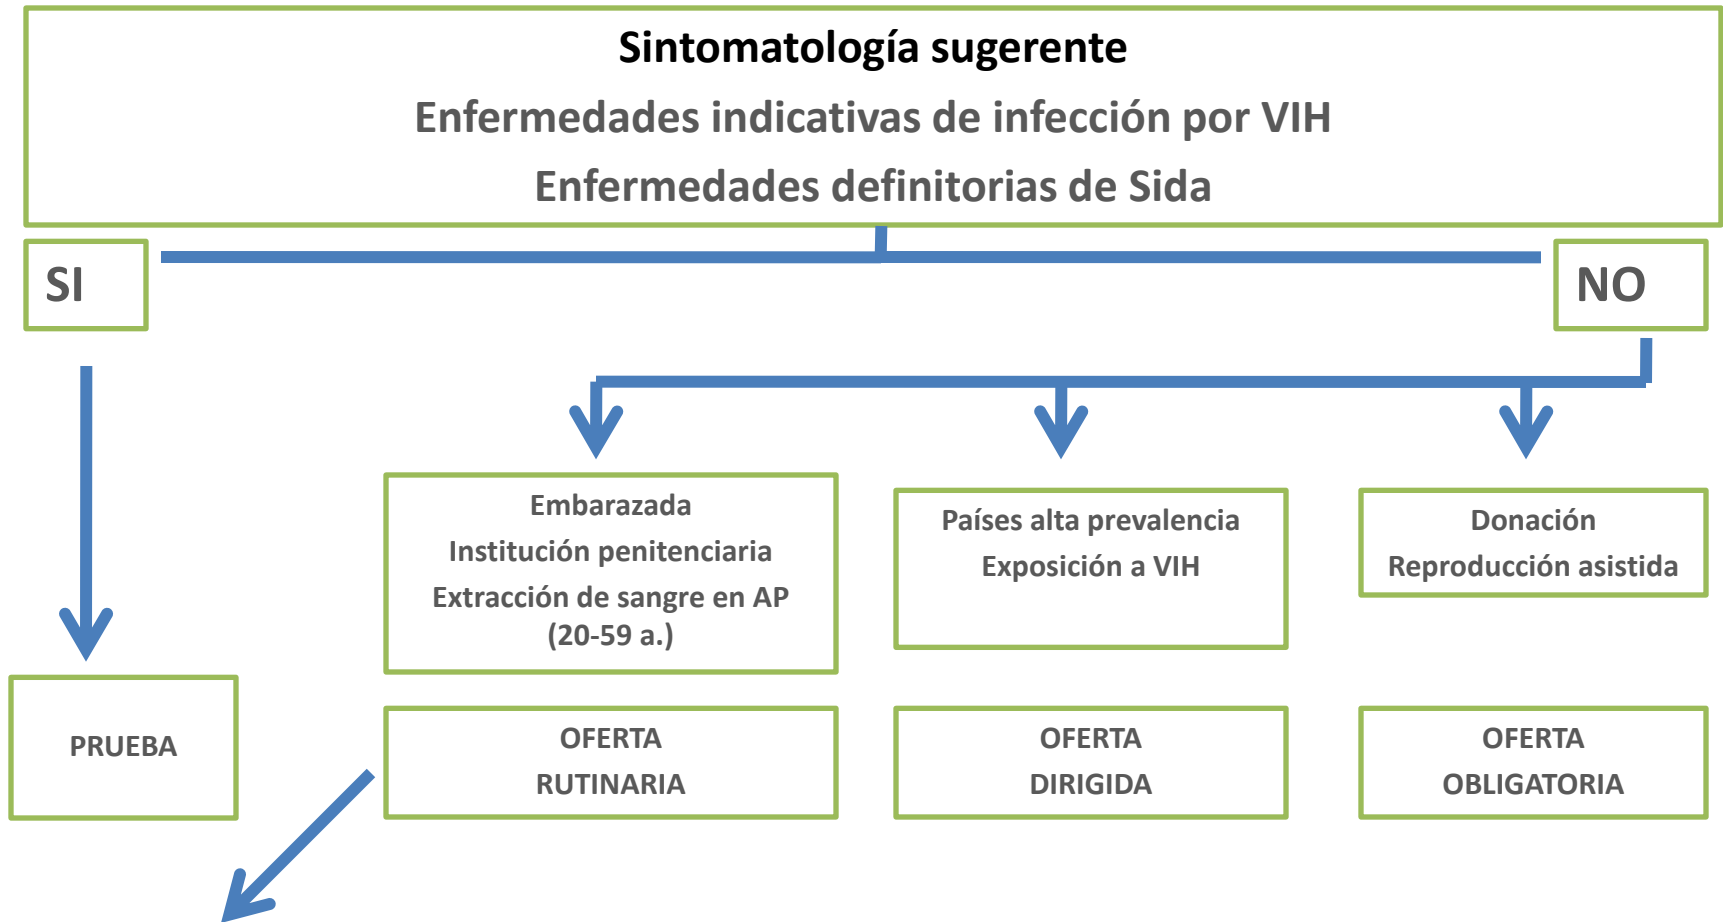 Sintomatología sugerente
Enfermedades indicativas de infección por VIH
Enfermedades definitorias de Sida
SI
NO
Embarazada
Institución penitenciaria
Extracción de sangre en AP
(20-59 a.)
Países alta prevalencia
Exposición a VIH
Donación
Reproducción asistida
PRUEBA
OFERTA
RUTINARIA
OFERTA
DIRIGIDA
OFERTA
OBLIGATORIA